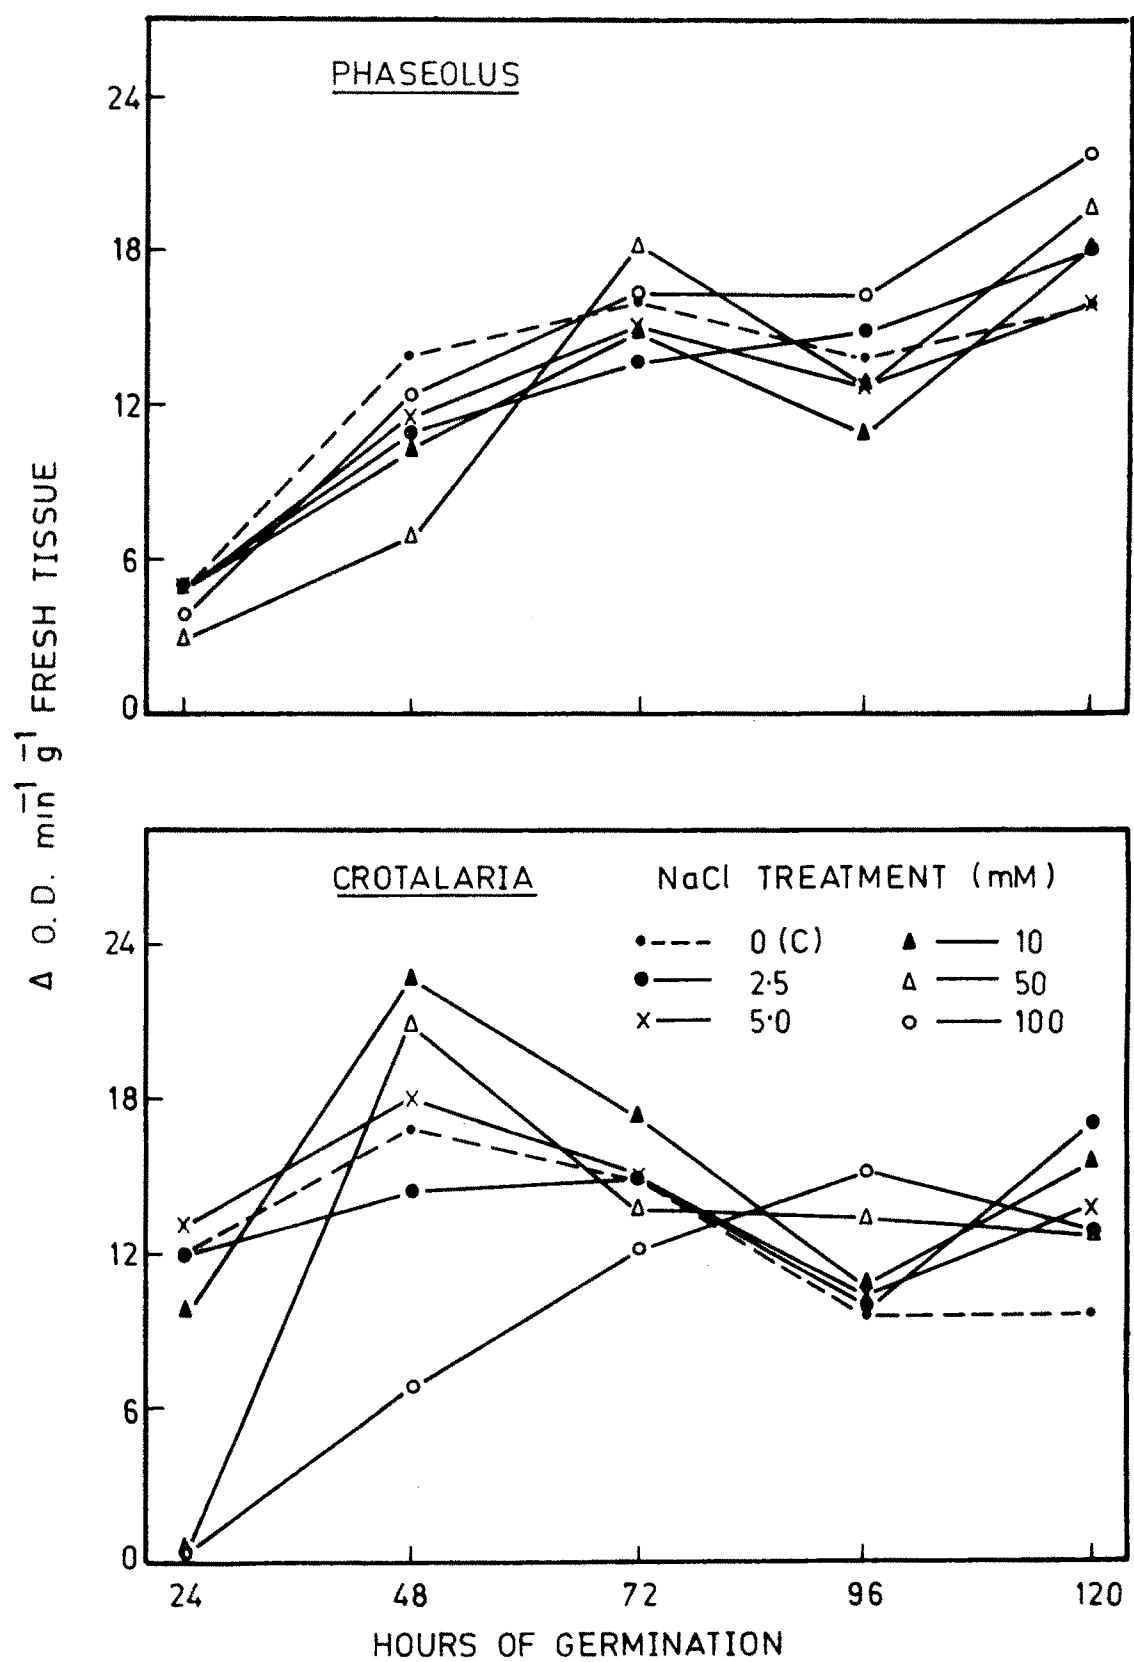 PHASEOLUS
24
18
12
6
0
Δ O.D. min⁻¹ g⁻¹ FRESH TISSUE
CROTALARIA
NaCl TREATMENT (mM)
0 (C) 10
2·5 50
5·0 100
24
18
12
6
0
24 48 72 96 120
HOURS OF GERMINATION